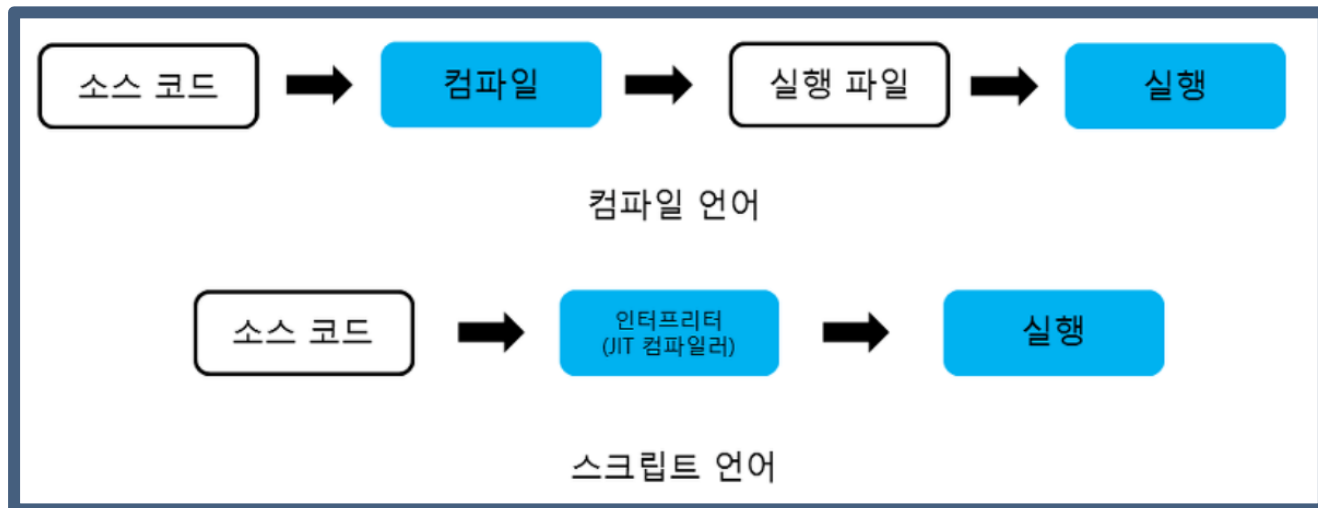 소스 코드
컴파일
실행 파일
실행
컴파일 언어
소스 코드
인터프리터
(JIT 컴파일러)
실행
스크립트 언어